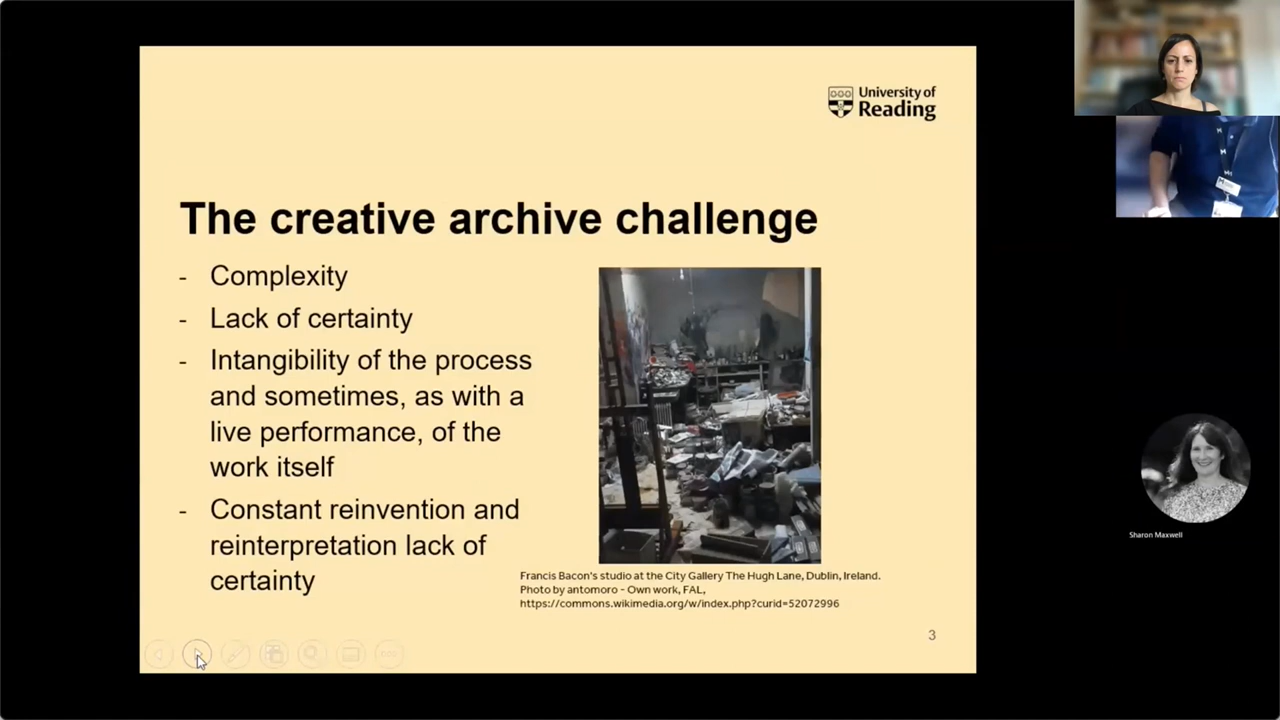 University of
Reading
The creative archive challenge
- Complexity
- Lack of certainty
- Intangibility of the process
and sometimes, as with a
live performance, of the
work itself
- Constant reinvention and
reinterpretation lack of
certainty
Francis Bacon's studio at the City Gallery The Hugh Lane, Dublin, Ireland.
Photo by antomoro - Own work, FAL,
https://commons.wikimedia.org/w/index.php?curid=52072996
3
Sharon Maxwell